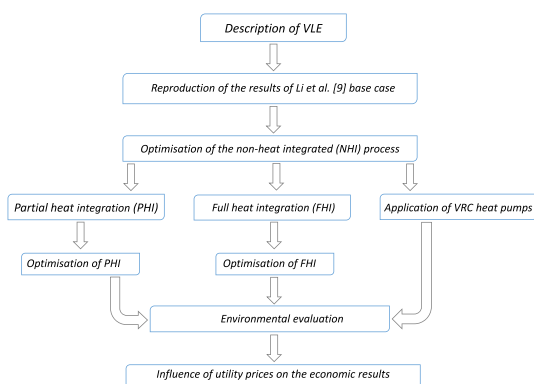 Description of VLE
Reproduction of the results of Li et al. [9] base case
Optimisation of the non-heat integrated (NHI) process
Partial heat integration (PHI)
Full heat integration (FHI)
Application of VRC heat pumps
Optimisation of PHI
Optimisation of FHI
Environmental evaluation
Influence of utility prices on the economic results